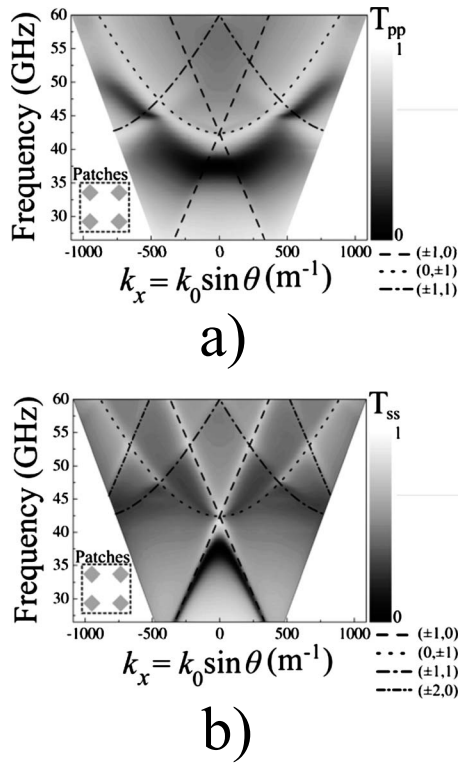 T_pp
1
0
Frequency (GHz)
60
55
50
45
40
35
30
Patches
-1000 -500 0 500 1000
k_x = k_0 sin θ (m⁻¹)
(±1,0)
(0,±1)
(±1,1)
a)
T_ss
1
0
Frequency (GHz)
60
55
50
45
40
35
30
Patches
-1000 -500 0 500 1000
k_x = k_0 sin θ (m⁻¹)
(±1,0)
(0,±1)
(±1,1)
(±2,0)
b)